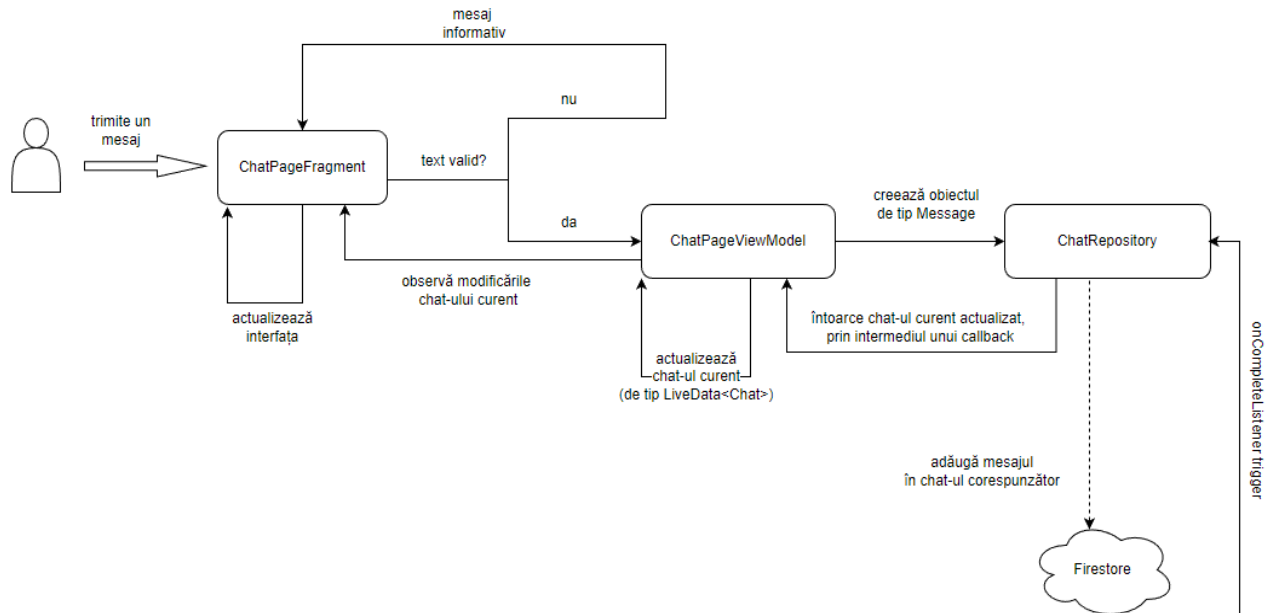 mesaj
informativ
nu
trimite un
mesaj
ChatPageFragment
text valid?
da
creează obiectul
de tip Message
ChatPageViewModel
ChatRepository
observă modificările
chat-ului curent
actualizează
interfața
întoarce chat-ul curent actualizat,
prin intermediul unui callback
actualizează
chat-ul curent
(de tip LiveData<Chat>)
onCompleteListener trigger
adăugă mesajul
în chat-ul corespunzător
Firestore